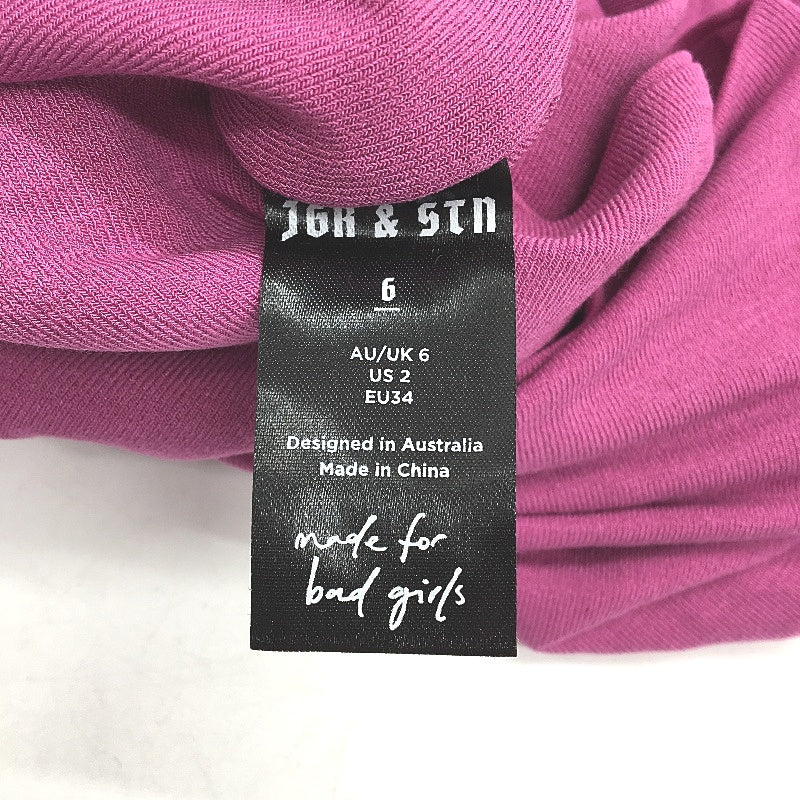 JGR & STN
6
AU/UK 6
US 2
EU34
Designed in Australia
Made in China
made for
bad girls